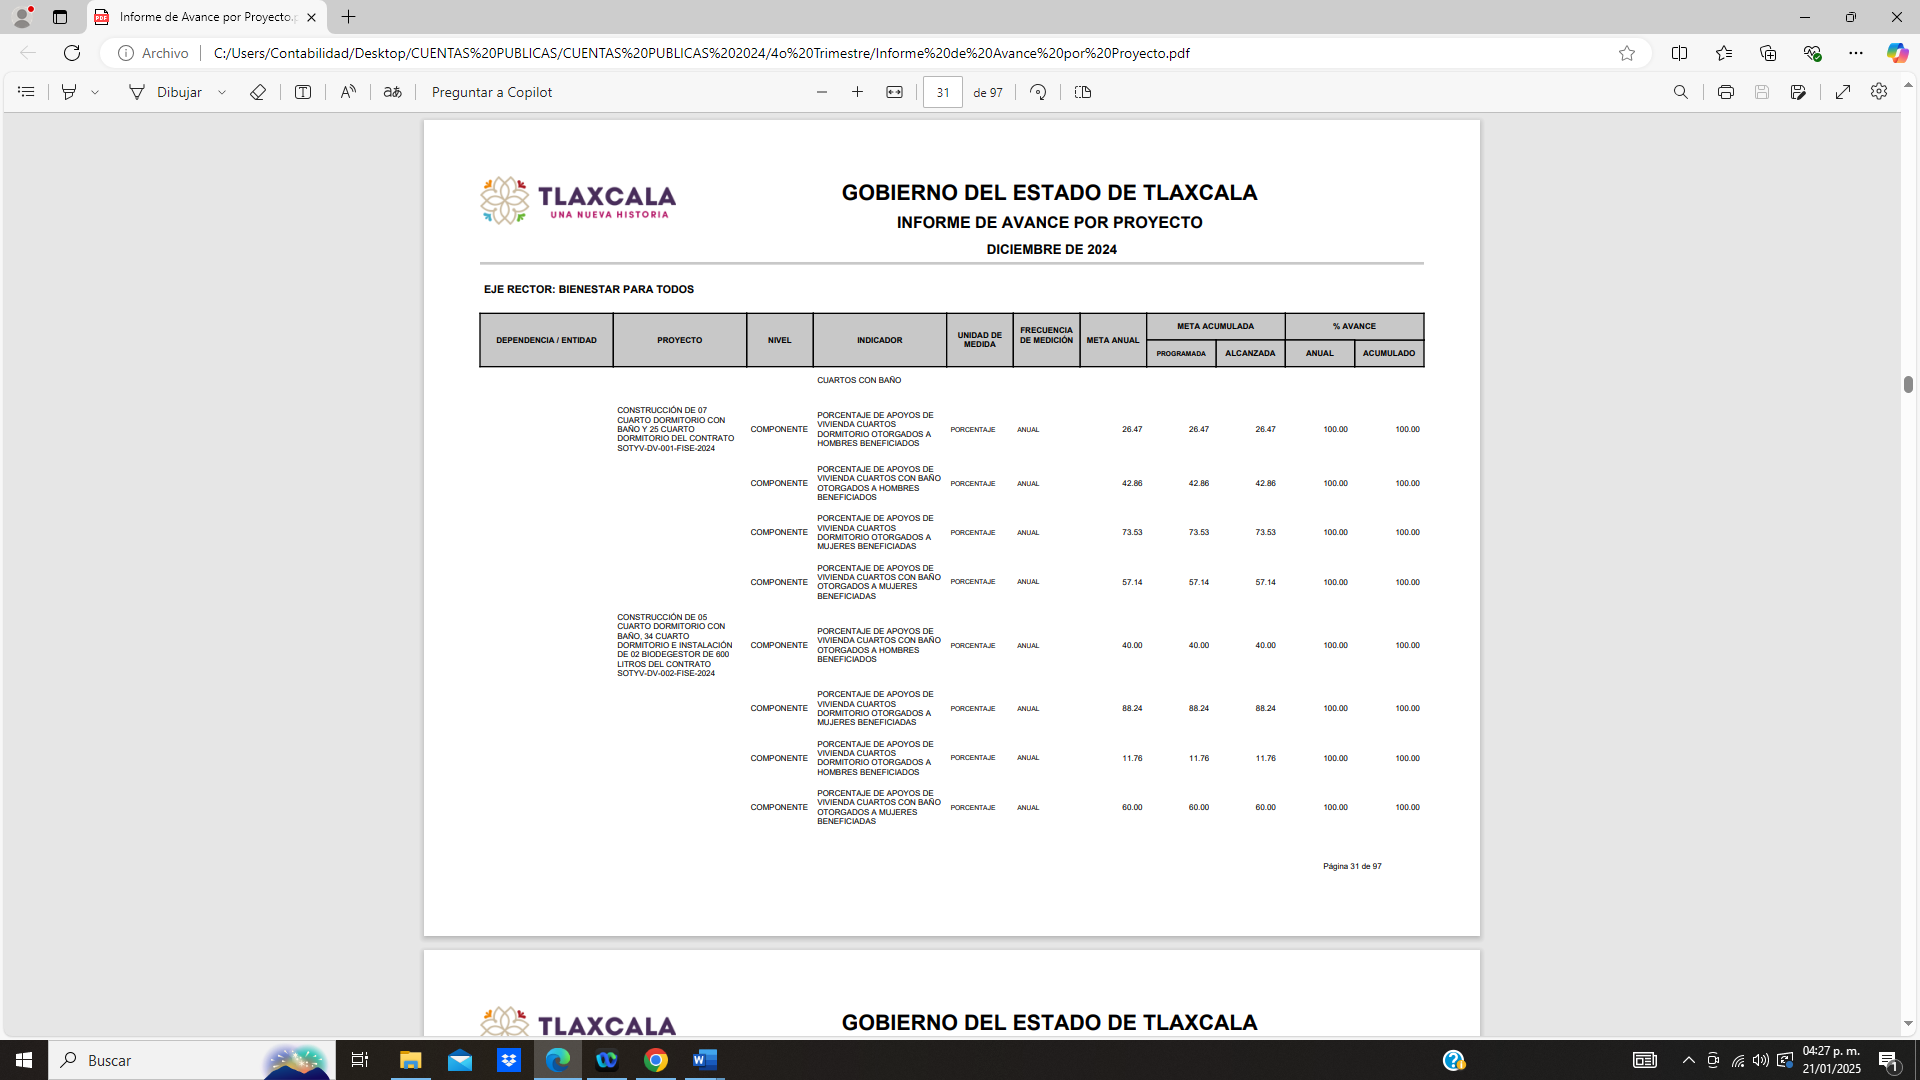 Informe de Avance por Proyecto.p
Archivo
C:/Users/Contabilidad/Desktop/CUENTAS%20PUBLICAS/CUENTAS%20PUBLICAS%202024/4o%20Trimestre/Informe%20de%20Avance%20por%20Proyecto.pdf
Dibujar
aあ
Preguntar a Copilot
31 de 97
TLAXCALA
UNA NUEVA HISTORIA
GOBIERNO DEL ESTADO DE TLAXCALA
INFORME DE AVANCE POR PROYECTO
DICIEMBRE DE 2024
EJE RECTOR: BIENESTAR PARA TODOS
DEPENDENCIA / ENTIDAD PROYECTO NIVEL INDICADOR UNIDAD DE MEDIDA FRECUENCIA DE MEDICIÓN META ANUAL META ACUMULADA % AVANCE
PROGRAMADA ALCANZADA ANUAL ACUMULADO
CUARTOS CON BAÑO
CONSTRUCCIÓN DE 07
CUARTO DORMITORIO CON
BAÑO Y 25 CUARTO
DORMITORIO DEL CONTRATO
SOTYV-DV-001-FISE-2024
COMPONENTE
PORCENTAJE DE APOYOS DE
VIVIENDA CUARTOS
DORMITORIO OTORGADOS A
HOMBRES BENEFICIADOS
PORCENTAJE ANUAL 26.47 26.47 26.47 100.00 100.00
COMPONENTE
PORCENTAJE DE APOYOS DE
VIVIENDA CUARTOS CON BAÑO
OTORGADOS A HOMBRES
BENEFICIADOS
PORCENTAJE ANUAL 42.86 42.86 42.86 100.00 100.00
COMPONENTE
PORCENTAJE DE APOYOS DE
VIVIENDA CUARTOS
DORMITORIO OTORGADOS A
MUJERES BENEFICIADAS
PORCENTAJE ANUAL 73.53 73.53 73.53 100.00 100.00
COMPONENTE
PORCENTAJE DE APOYOS DE
VIVIENDA CUARTOS CON BAÑO
OTORGADOS A MUJERES
BENEFICIADAS
PORCENTAJE ANUAL 57.14 57.14 57.14 100.00 100.00
CONSTRUCCIÓN DE 05
CUARTO DORMITORIO CON
BAÑO, 34 CUARTO
DORMITORIO E INSTALACIÓN
DE 02 BIODEGESTOR DE 600
LITROS DEL CONTRATO
SOTYV-DV-002-FISE-2024
COMPONENTE
PORCENTAJE DE APOYOS DE
VIVIENDA CUARTOS CON BAÑO
OTORGADOS A HOMBRES
BENEFICIADOS
PORCENTAJE ANUAL 40.00 40.00 40.00 100.00 100.00
COMPONENTE
PORCENTAJE DE APOYOS DE
VIVIENDA CUARTOS
DORMITORIO OTORGADOS A
MUJERES BENEFICIADAS
PORCENTAJE ANUAL 88.24 88.24 88.24 100.00 100.00
COMPONENTE
PORCENTAJE DE APOYOS DE
VIVIENDA CUARTOS
DORMITORIO OTORGADOS A
HOMBRES BENEFICIADOS
PORCENTAJE ANUAL 11.76 11.76 11.76 100.00 100.00
COMPONENTE
PORCENTAJE DE APOYOS DE
VIVIENDA CUARTOS CON BAÑO
OTORGADOS A MUJERES
BENEFICIADAS
PORCENTAJE ANUAL 60.00 60.00 60.00 100.00 100.00
Página 31 de 97
TLAXCALA
GOBIERNO DEL ESTADO DE TLAXCALA
Buscar
04:27 p. m.
21/01/2025
1